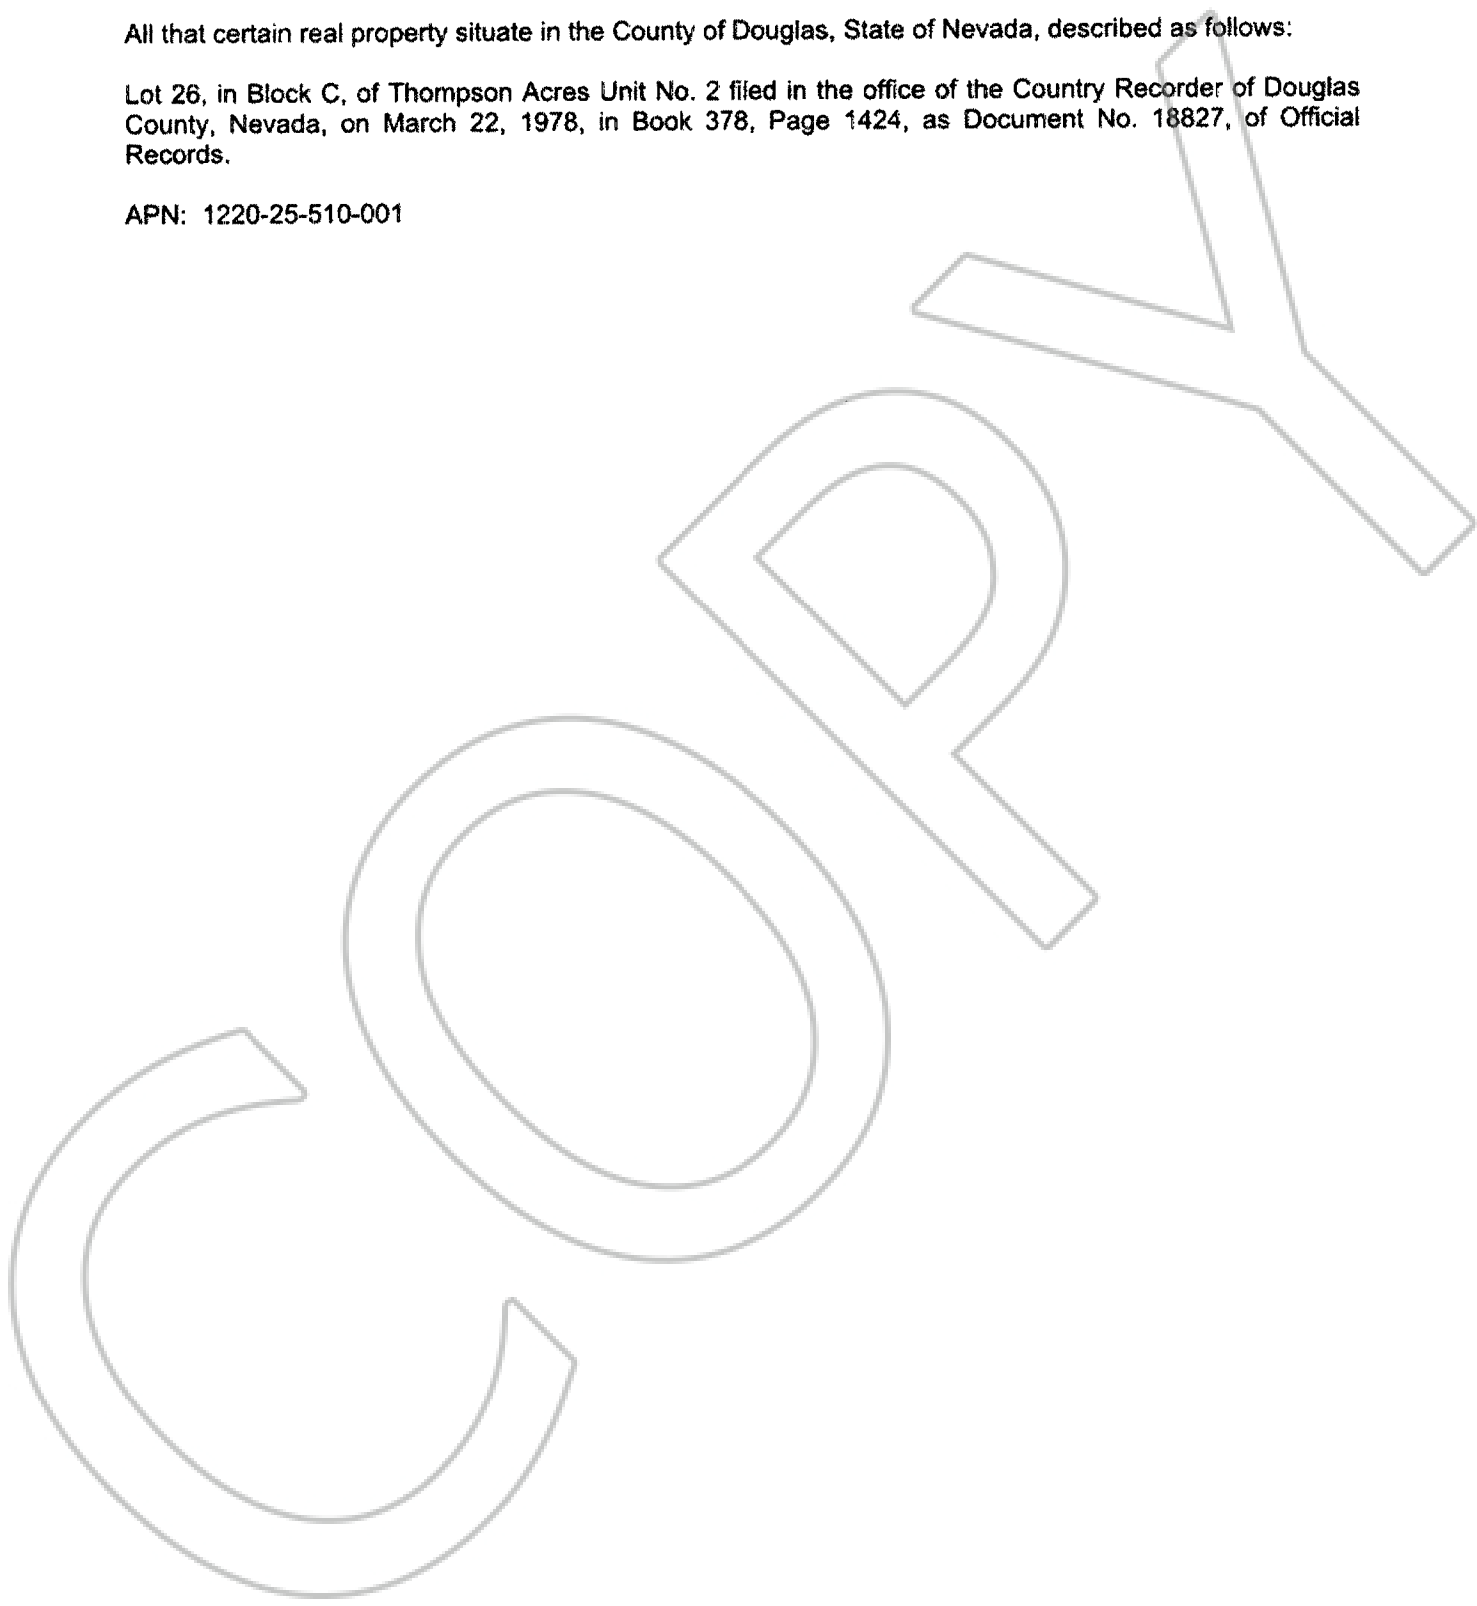 All that certain real property situate in the County of Douglas, State of Nevada, described as follows:
Lot 26, in Block C, of Thompson Acres Unit No. 2 filed in the office of the Country Recorder of Douglas
County, Nevada, on March 22, 1978, in Book 378, Page 1424, as Document No. 18827, of Official
Records.
APN: 1220-25-510-001
COPY